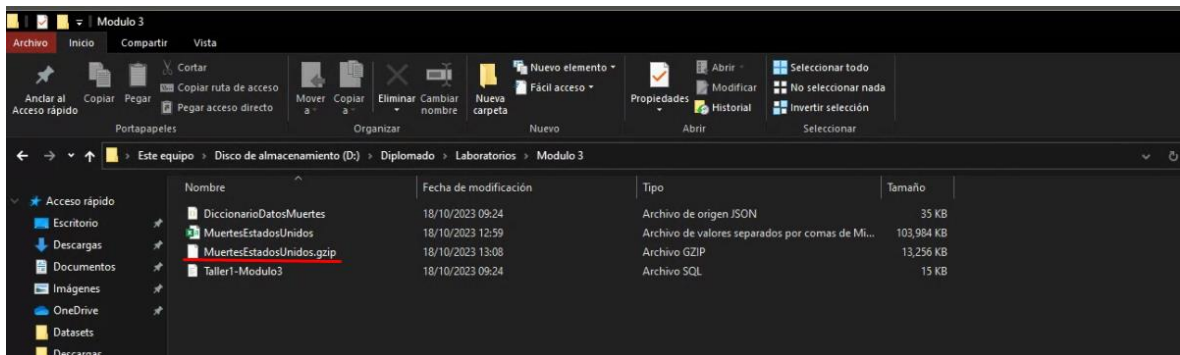 Modulo 3
Archivo Inicio Compartir Vista
Anclar al Acceso rápido
Copiar
Pegar
Cortar
Copiar ruta de acceso
Pegar acceso directo
Mover a
Copiar a
Eliminar
Cambiar nombre
Nueva carpeta
Nuevo elemento
Fácil acceso
Propiedades
Abrir
Modificar
Historial
Seleccionar todo
No seleccionar nada
Invertir selección
Portapapeles Organizar Nuevo Abrir Seleccionar
Este equipo > Disco de almacenamiento (D:) > Diplomado > Laboratorios > Modulo 3
Acceso rápido
Escritorio
Descargas
Documentos
Imágenes
OneDrive
Datasets
Descargas
Nombre Fecha de modificación Tipo Tamaño
DiccionarioDatosMuertes 18/10/2023 09:24 Archivo de origen JSON 35 KB
MuertesEstadosUnidos 18/10/2023 12:59 Archivo de valores separados por comas de Mi... 103,984 KB
MuertesEstadosUnidos.gzip 18/10/2023 13:08 Archivo GZIP 13,256 KB
Taller1-Modulo3 18/10/2023 09:24 Archivo SQL 15 KB